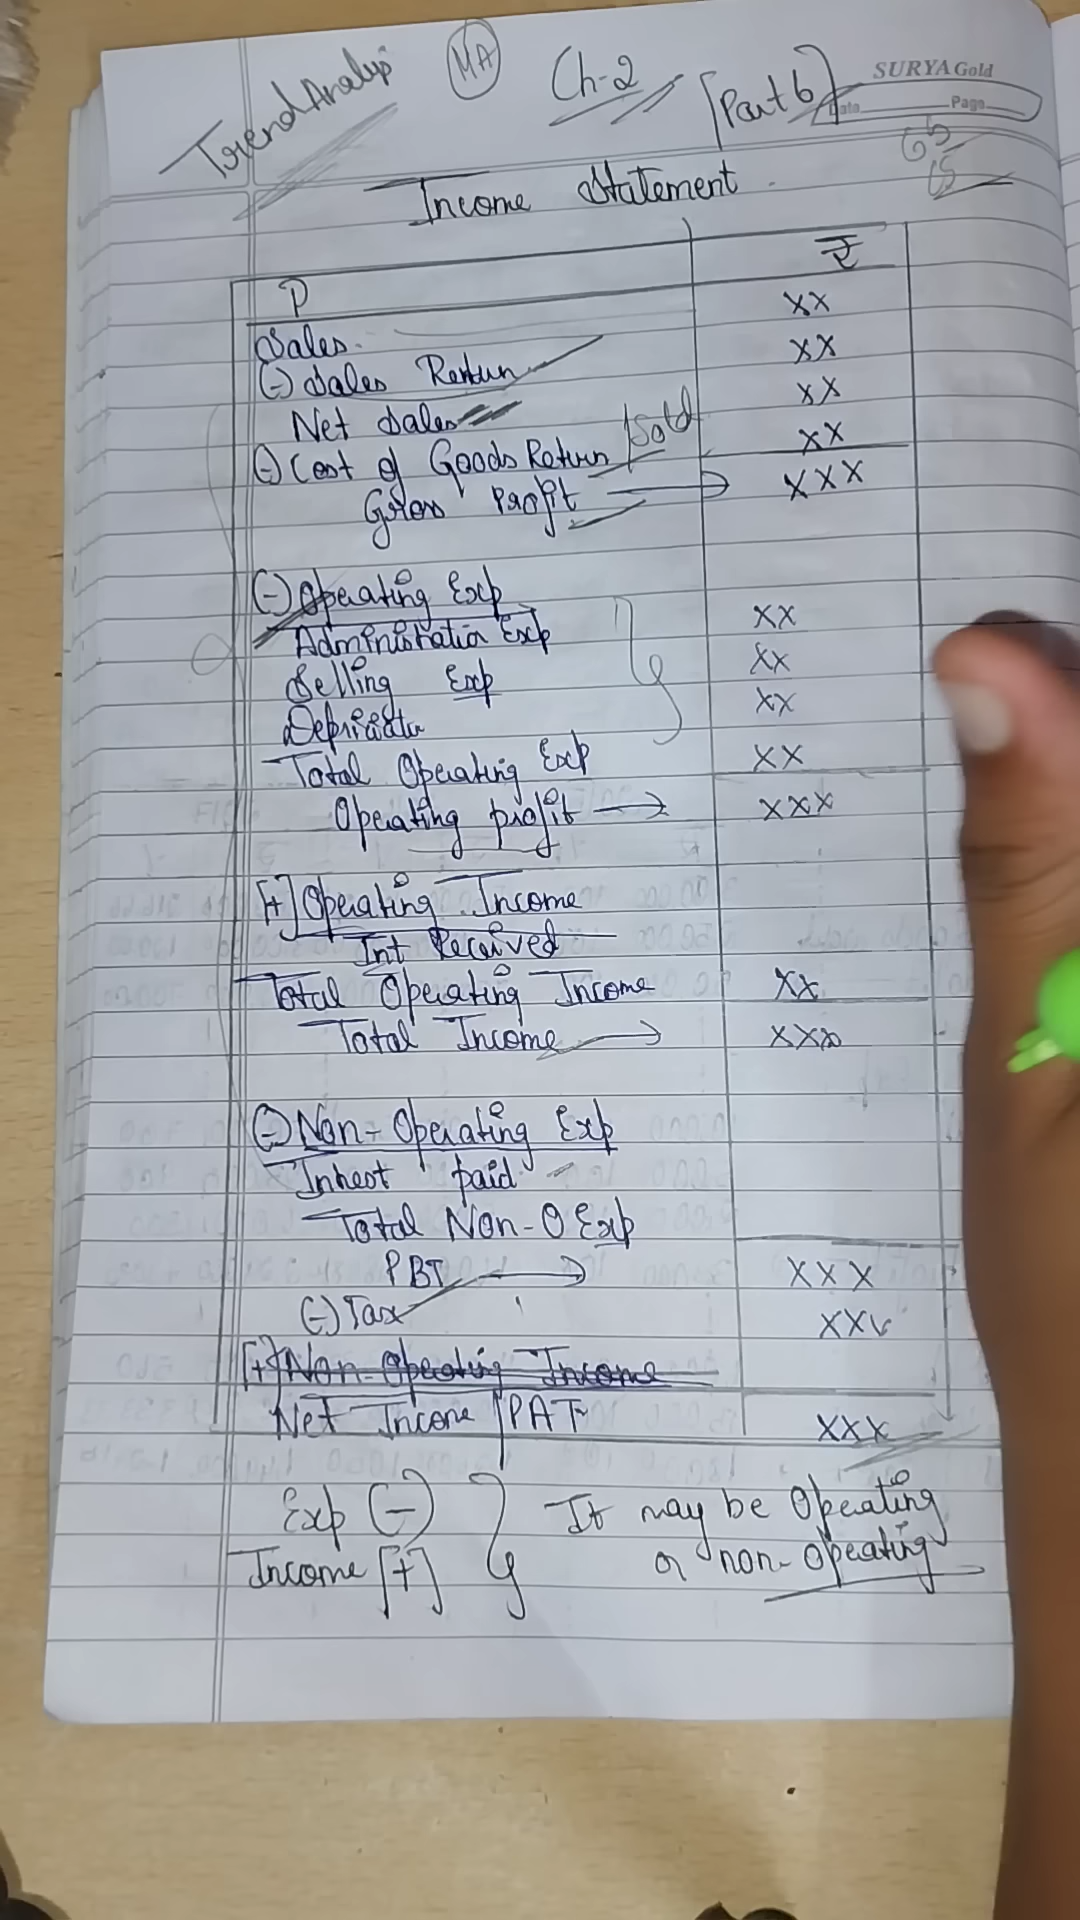 Trend Analysis
MA
Ch-2
[Part 6]
SURYA Gold
Date Page
Income Statement
P ₹
Sales. xx
(-) Sales Return xx
Net Sales xx
(-) Cost of Goods Return / Sold xx
Gross Profit → xxx
(-) Operating Exp
Administration Exp xx
Selling Exp xx
Depriciatn xx
Total Operating Exp xx
Operating profit → xxx
[+] Operating Income
Int Received
Total Operating Income xx
Total Income → xxx
(-) Non-Operating Exp
Interest paid
Total Non-O Exp
PBT → xxx
(-) Tax xxx
[+] Non-Operating Income
Net Income / PAT xxx
Exp (-) } It may be Operating
Income [+] or non-operating